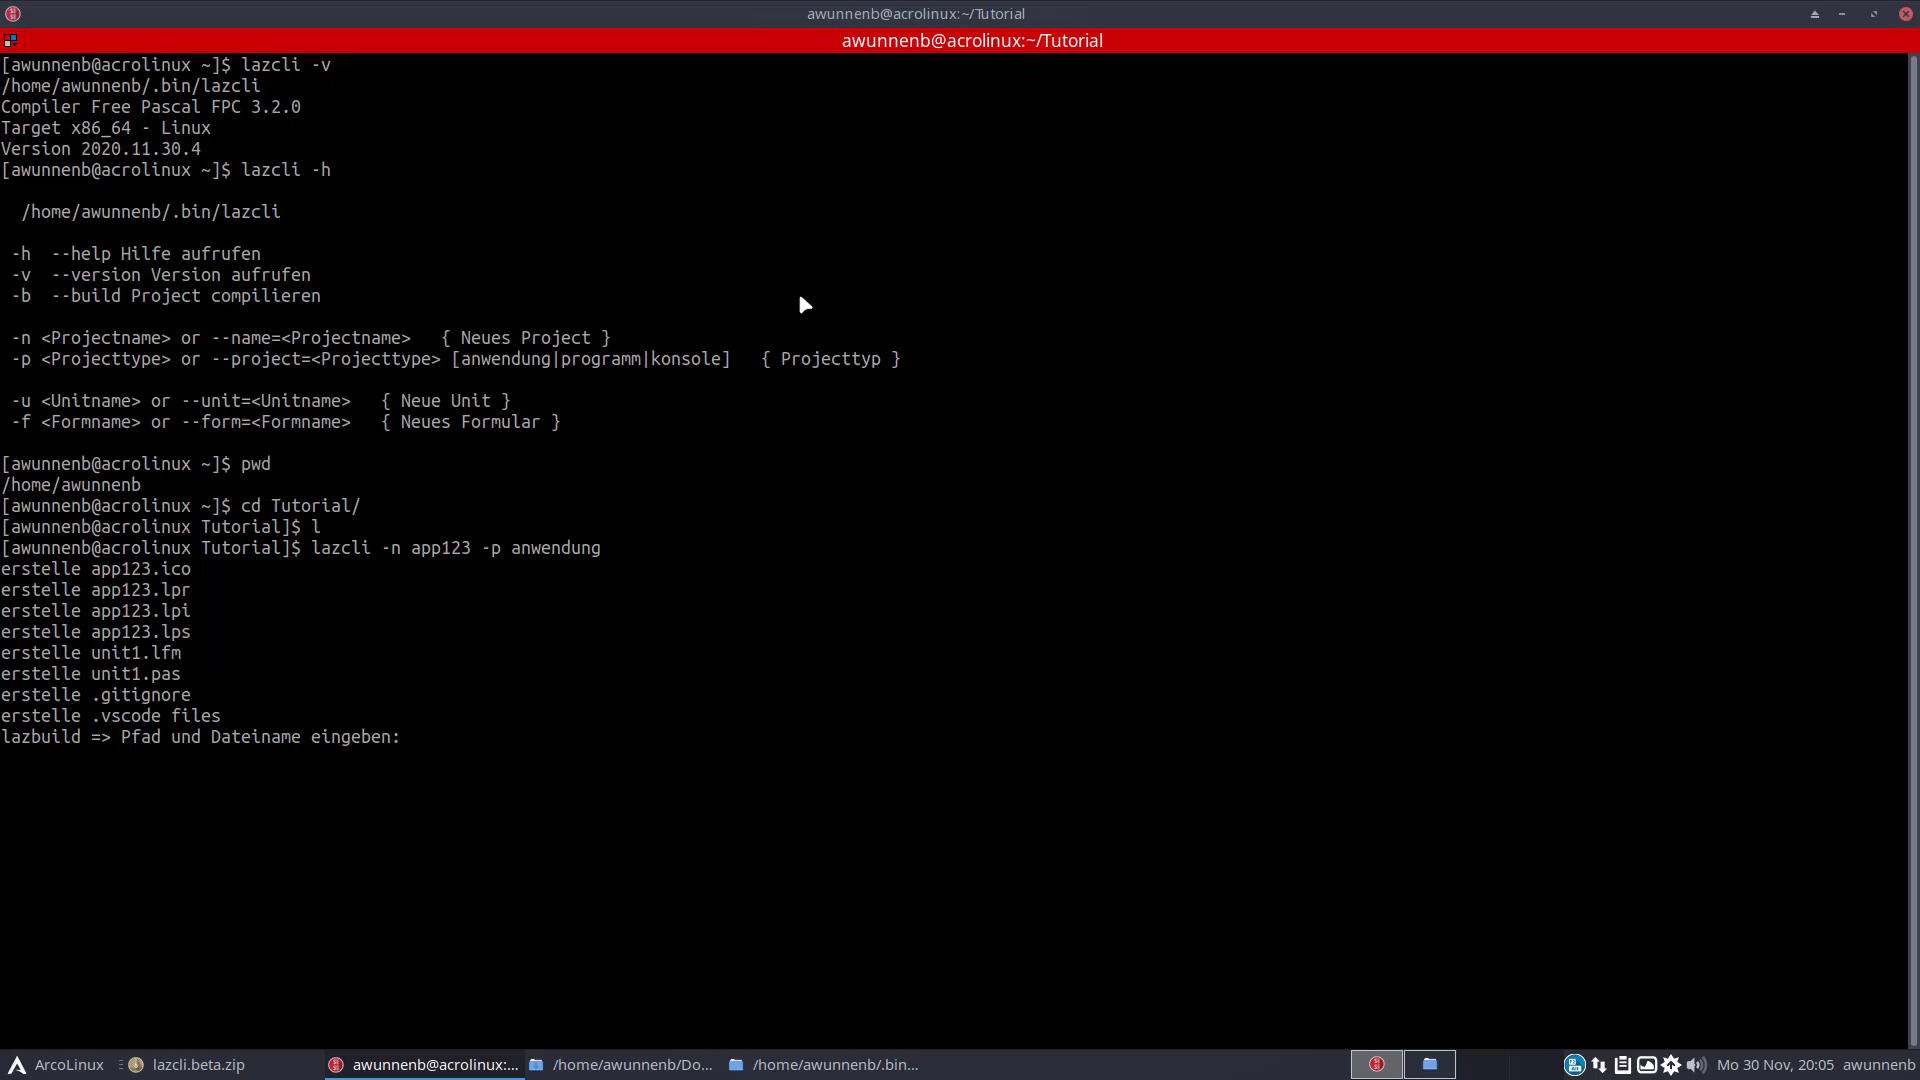 awunnenb@acrolinux:~/Tutorial
awunnenb@acrolinux:~/Tutorial
[awunnenb@acrolinux ~]$ lazcli -v
/home/awunnenb/.bin/lazcli
Compiler Free Pascal FPC 3.2.0
Target x86_64 - Linux
Version 2020.11.30.4
[awunnenb@acrolinux ~]$ lazcli -h
/home/awunnenb/.bin/lazcli
-h  --help Hilfe aufrufen
-v  --version Version aufrufen
-b  --build Project compilieren
-n <Projectname> or --name=<Projectname>   { Neues Project }
-p <Projecttype> or --project=<Projecttype> [anwendung|programm|konsole]   { Projecttyp }
-u <Unitname> or --unit=<Unitname>   { Neue Unit }
-f <Formname> or --form=<Formname>   { Neues Formular }
[awunnenb@acrolinux ~]$ pwd
/home/awunnenb
[awunnenb@acrolinux ~]$ cd Tutorial/
[awunnenb@acrolinux Tutorial]$ l
[awunnenb@acrolinux Tutorial]$ lazcli -n app123 -p anwendung
erstelle app123.ico
erstelle app123.lpr
erstelle app123.lpi
erstelle app123.lps
erstelle unit1.lfm
erstelle unit1.pas
erstelle .gitignore
erstelle .vscode files
lazbuild => Pfad und Dateiname eingeben:
ArcoLinux lazcli.beta.zip awunnenb@acrolinux:... /home/awunnenb/Do... /home/awunnenb/.bin... Mo 30 Nov, 20:05 awunnenb